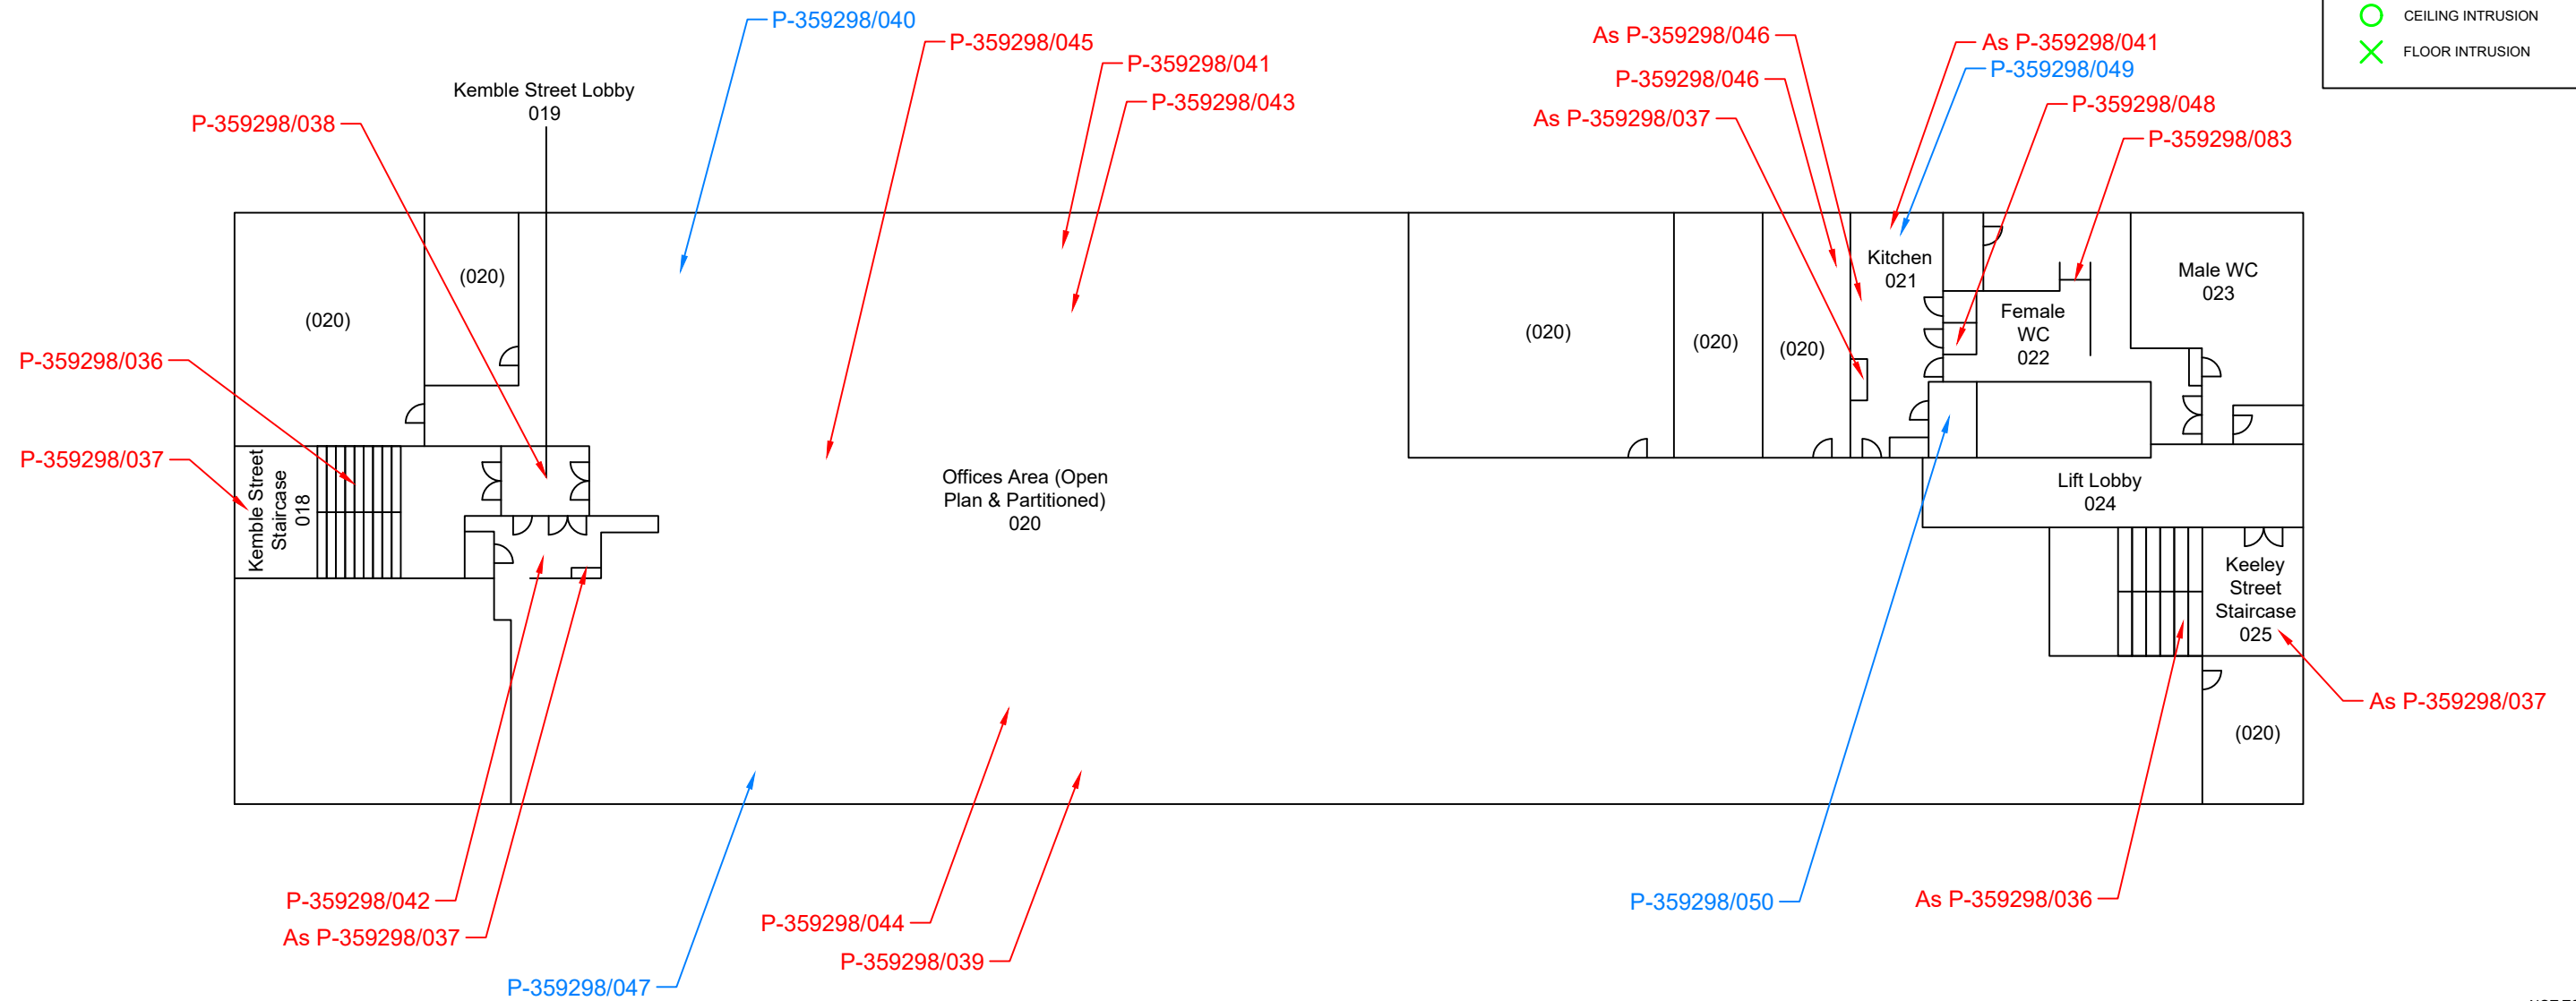 CEILING INTRUSION
FLOOR INTRUSION
P-359298/040
P-359298/045
P-359298/041
P-359298/043
As P-359298/046
P-359298/046
As P-359298/037
As P-359298/041
P-359298/049
P-359298/048
P-359298/083
Kemble Street Lobby
019
P-359298/038
(020)
(020)
P-359298/036
P-359298/037
Kemble Street
Staircase
018
Offices Area (Open
Plan & Partitioned)
020
(020)
(020)
(020)
Kitchen
021
Female
WC
022
Male WC
023
Lift Lobby
024
Keeley
Street
Staircase
025
As P-359298/037
(020)
P-359298/042
As P-359298/037
P-359298/047
P-359298/044
P-359298/039
P-359298/050
As P-359298/036